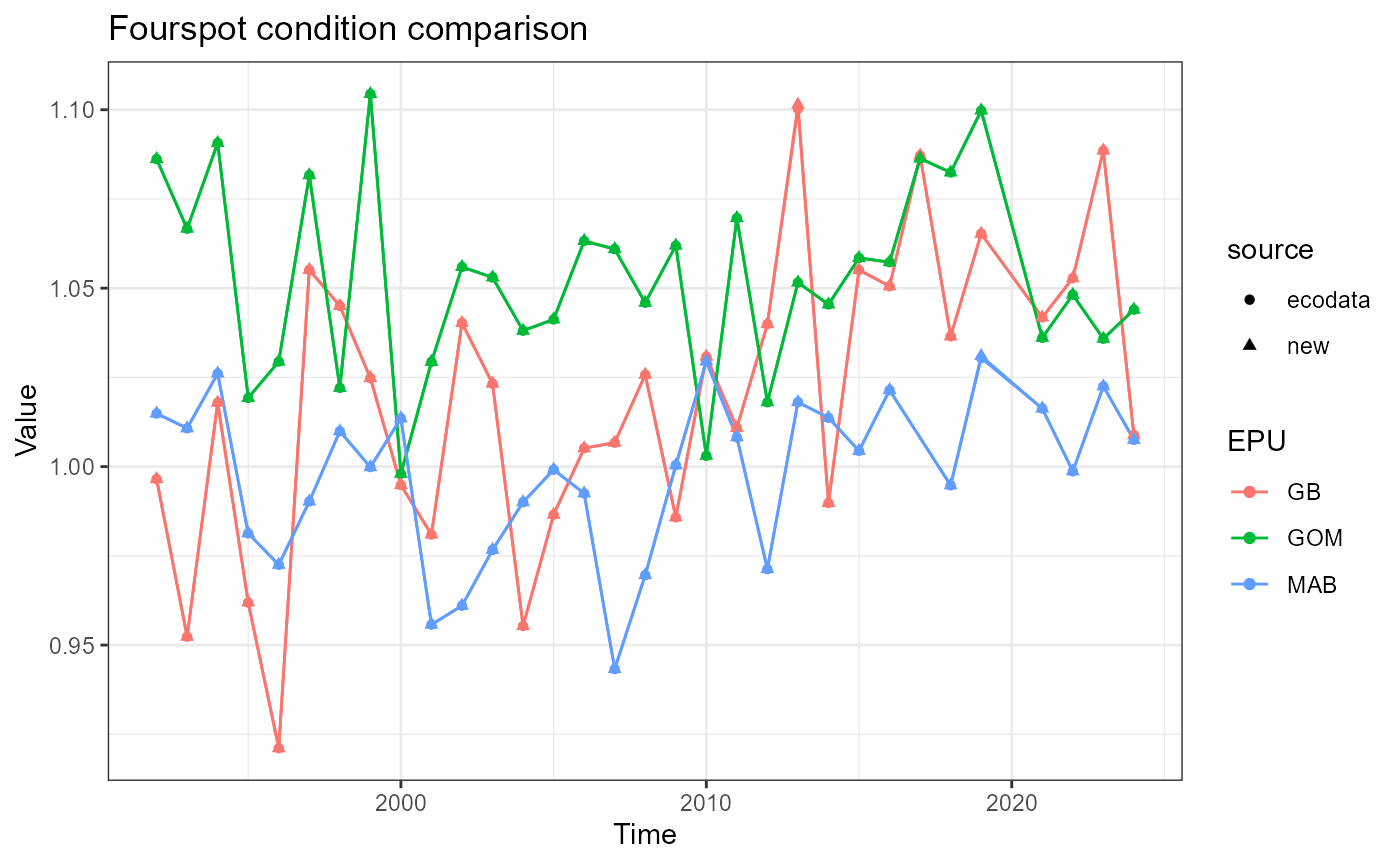 Fourspot condition comparison
Value
1.10
1.05
1.00
0.95
2000
2010
2020
Time
source
ecodata
new
EPU
GB
GOM
MAB